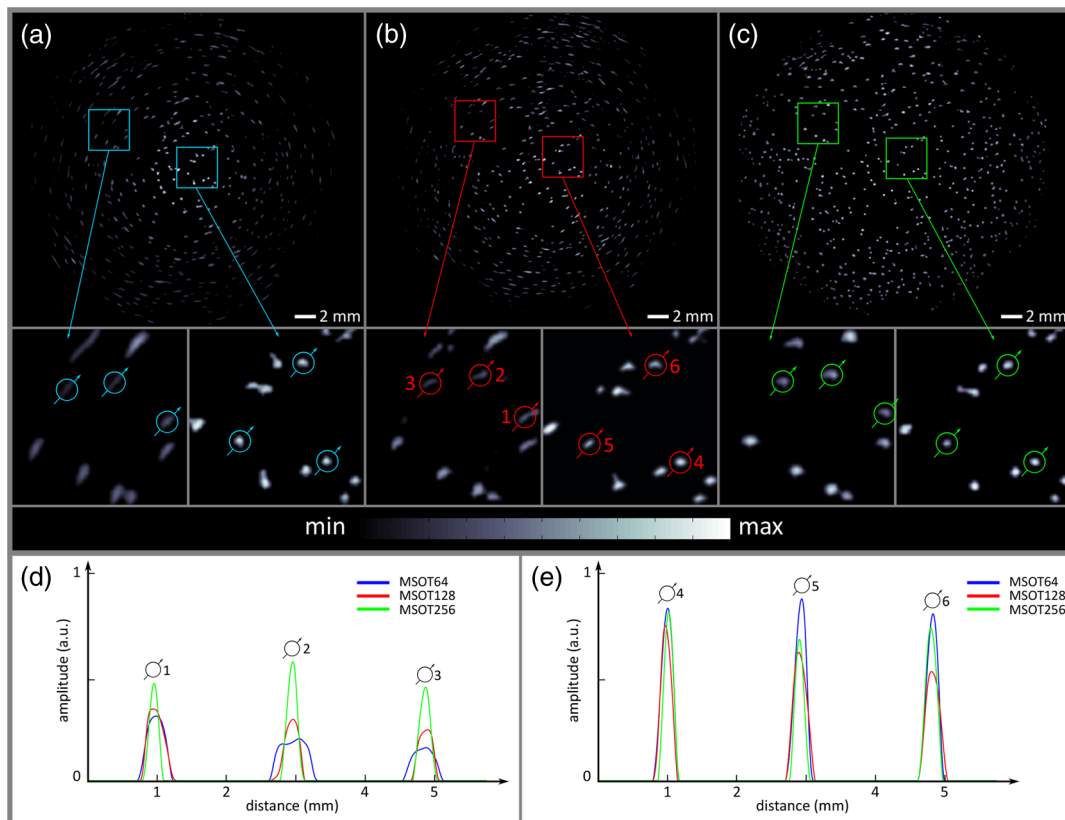 (a)
(b)
(c)
2 mm
2 mm
2 mm
3
2
1
6
5
4
min
max
(d)
1
MSOT64
MSOT128
MSOT256
1
2
3
amplitude (a.u.)
0
1
2
4
5
distance (mm)
(e)
1
MSOT64
MSOT128
MSOT256
4
5
6
amplitude (a.u.)
0
1
2
4
5
distance (mm)